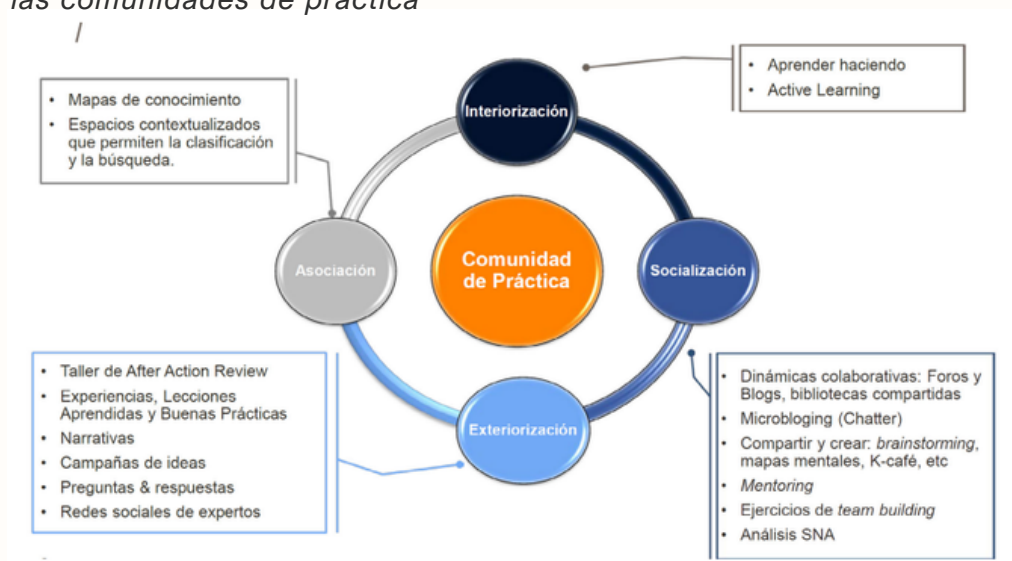 las comunidades de práctica
/
Interiorización
• Aprender haciendo
• Active Learning
• Mapas de conocimiento
• Espacios contextualizados
que permiten la clasificación
y la búsqueda.
Asociación
Comunidad
de Práctica
Socialización
• Taller de After Action Review
• Experiencias, Lecciones
Aprendidas y Buenas Prácticas
• Narrativas
• Campañas de ideas
• Preguntas & respuestas
• Redes sociales de expertos
Exteriorización
• Dinámicas colaborativas: Foros y
Blogs, bibliotecas compartidas
• Microbloging (Chatter)
• Compartir y crear: brainstorming,
mapas mentales, K-café, etc
• Mentoring
• Ejercicios de team building
• Análisis SNA